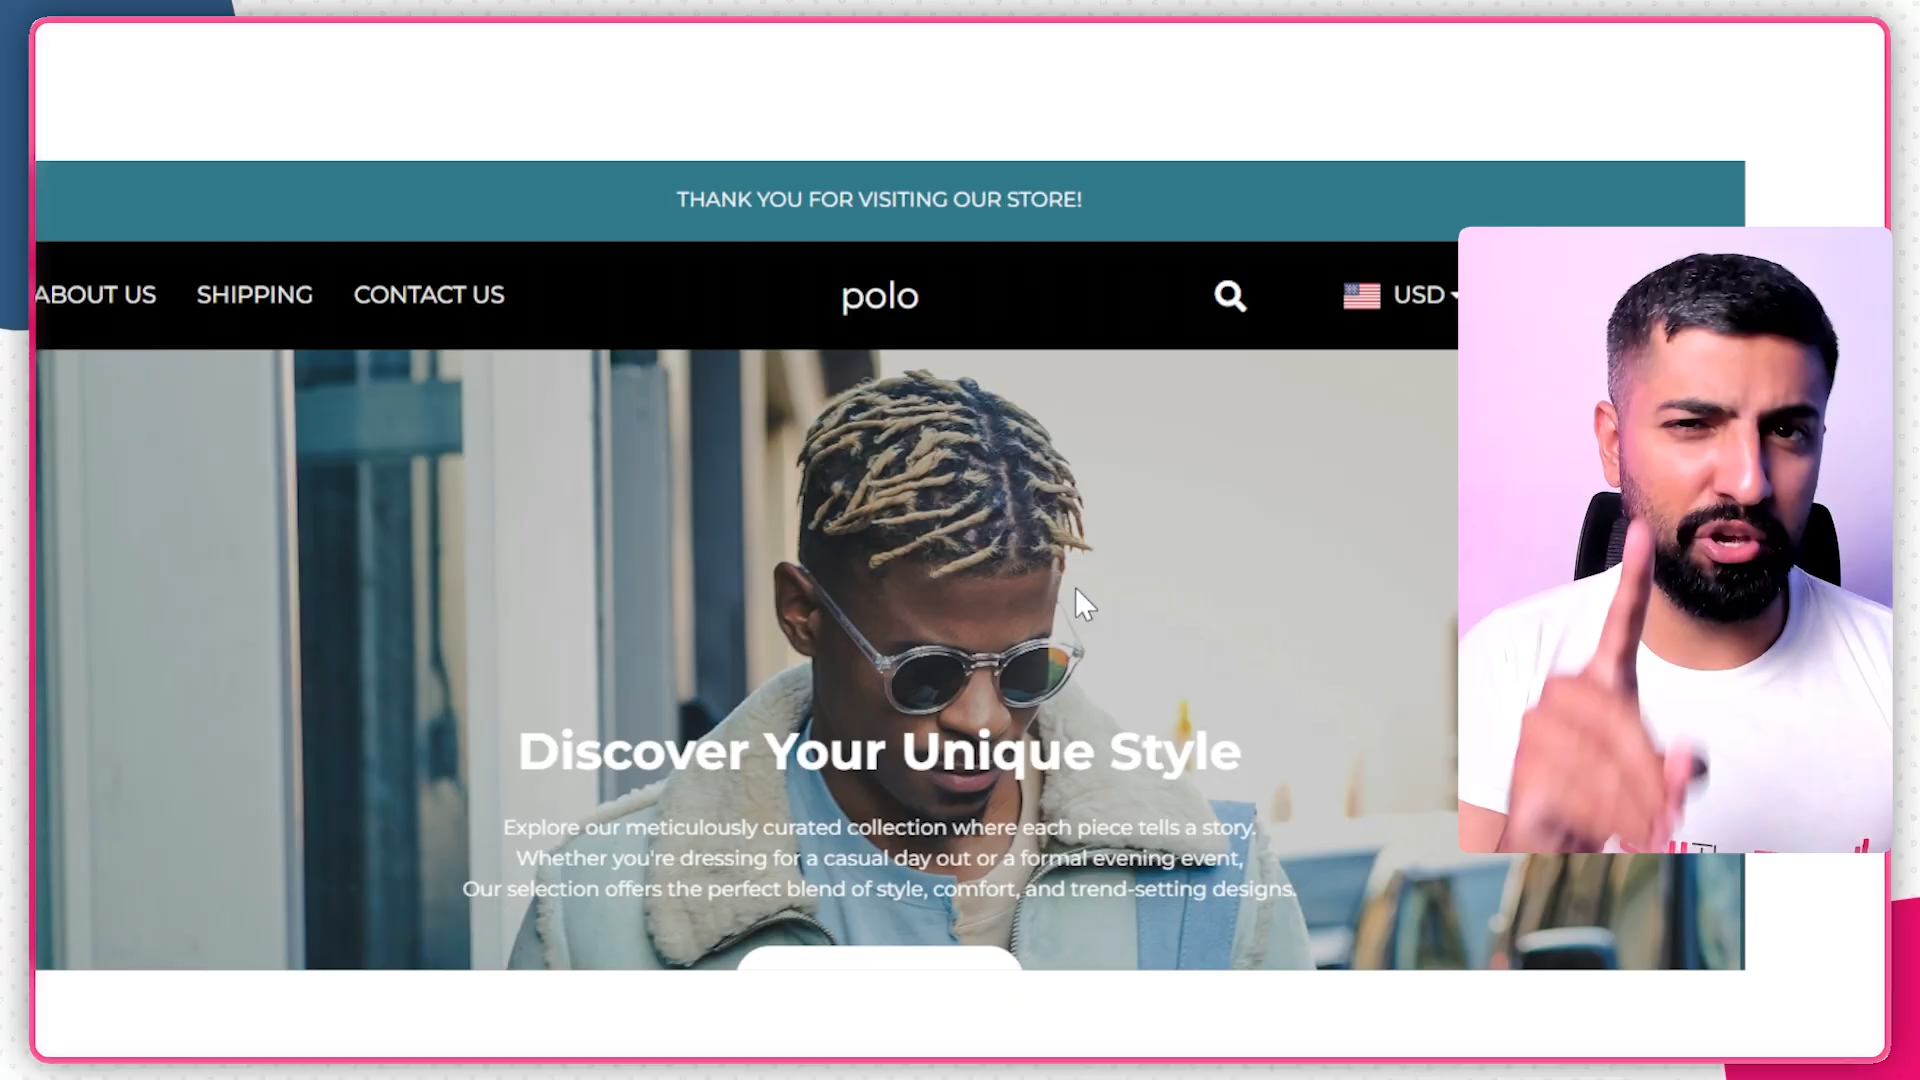 THANK YOU FOR VISITING OUR STORE!
ABOUT US SHIPPING CONTACT US polo USD
Discover Your Unique Style
Explore our meticulously curated collection where each piece tells a story.
Whether you're dressing for a casual day out or a formal evening event,
Our selection offers the perfect blend of style, comfort, and trend-setting designs.